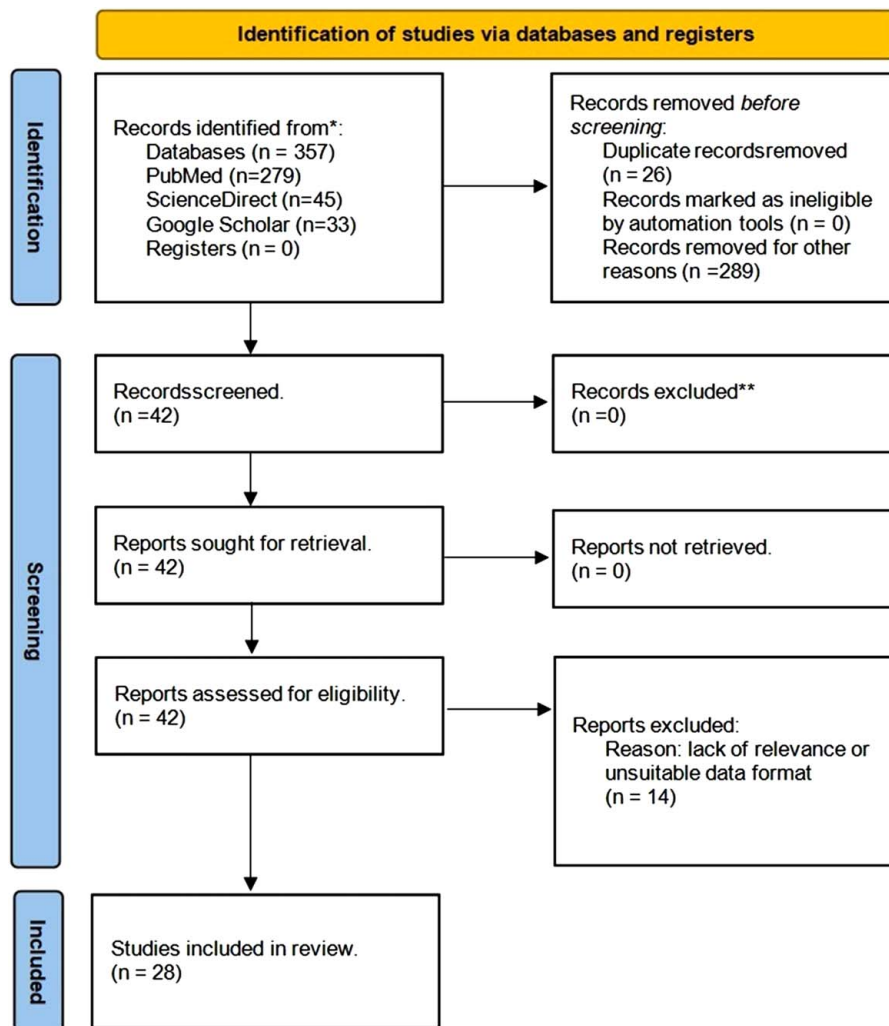 Identification of studies via databases and registers
Identification
Records identified from*:
Databases (n = 357)
PubMed (n=279)
ScienceDirect (n=45)
Google Scholar (n=33)
Registers (n = 0)
Records removed before
screening:
Duplicate recordsremoved
(n = 26)
Records marked as ineligible
by automation tools (n = 0)
Records removed for other
reasons (n =289)
Screening
Recordsscreened.
(n =42)
Records excluded**
(n =0)
Reports sought for retrieval.
(n = 42)
Reports not retrieved.
(n = 0)
Reports assessed for eligibility.
(n = 42)
Reports excluded:
Reason: lack of relevance or
unsuitable data format
(n = 14)
Included
Studies included in review.
(n = 28)